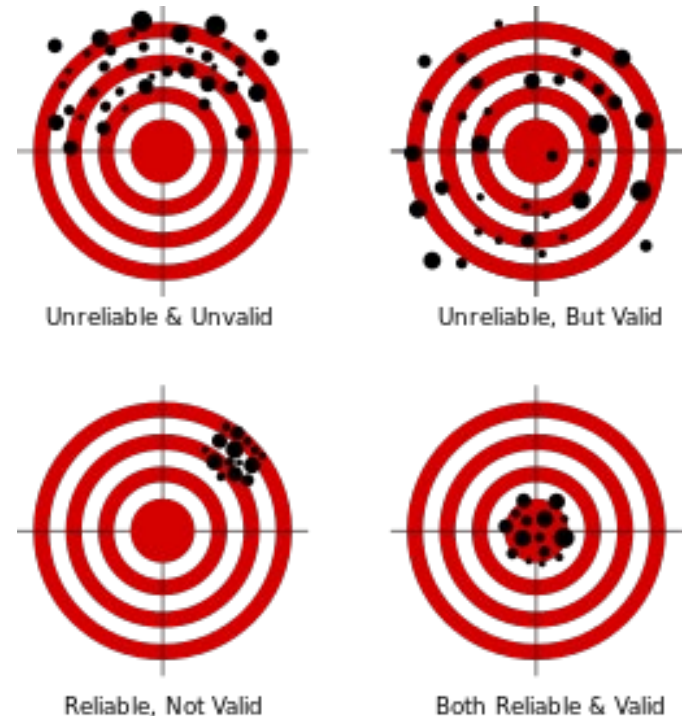 Unreliable & Unvalid
Unreliable, But Valid
Reliable, Not Valid
Both Reliable & Valid